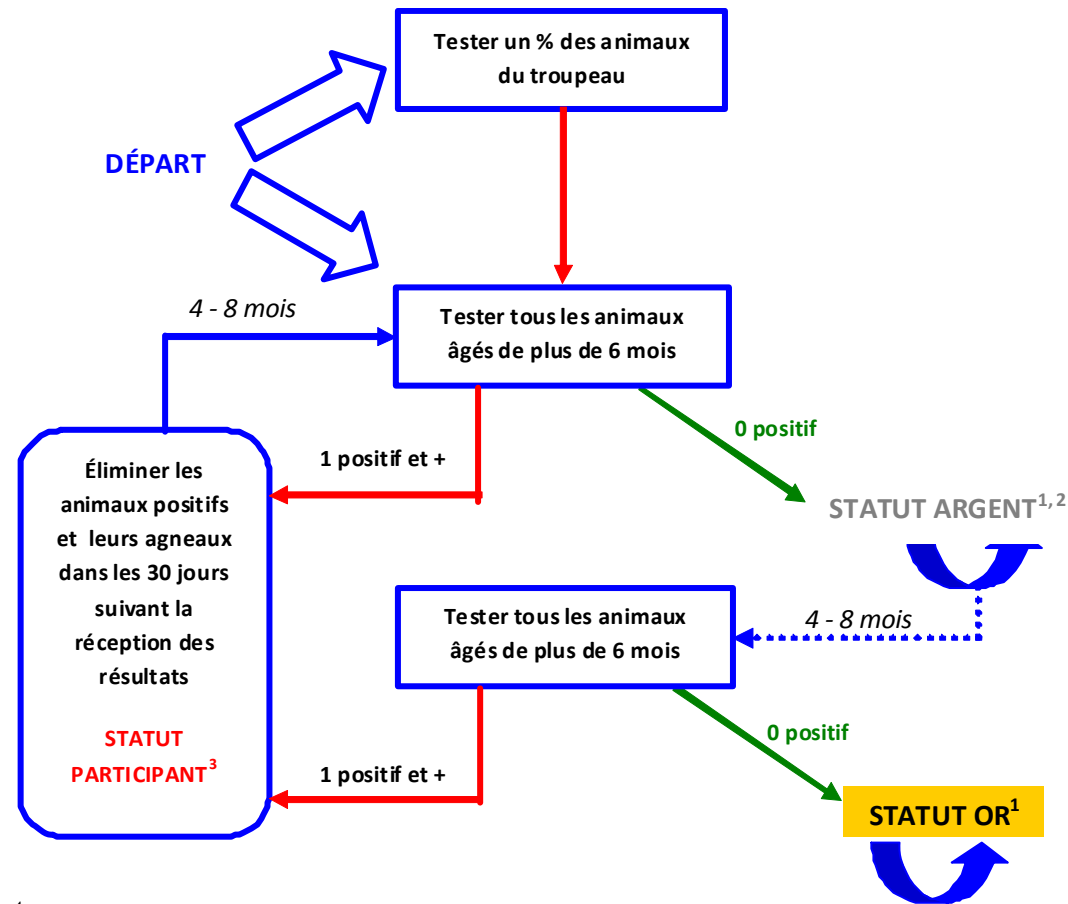 Tester un % des animaux
du troupeau
DÉPART
4 - 8 mois
Tester tous les animaux
âgés de plus de 6 mois
0 positif
1 positif et +
Éliminer les
animaux positifs
et leurs agneaux
dans les 30 jours
suivant la
réception des
résultats
STATUT
PARTICIPANT³
STATUT ARGENT¹,²
Tester tous les animaux
âgés de plus de 6 mois
4 - 8 mois
0 positif
1 positif et +
STATUT OR¹